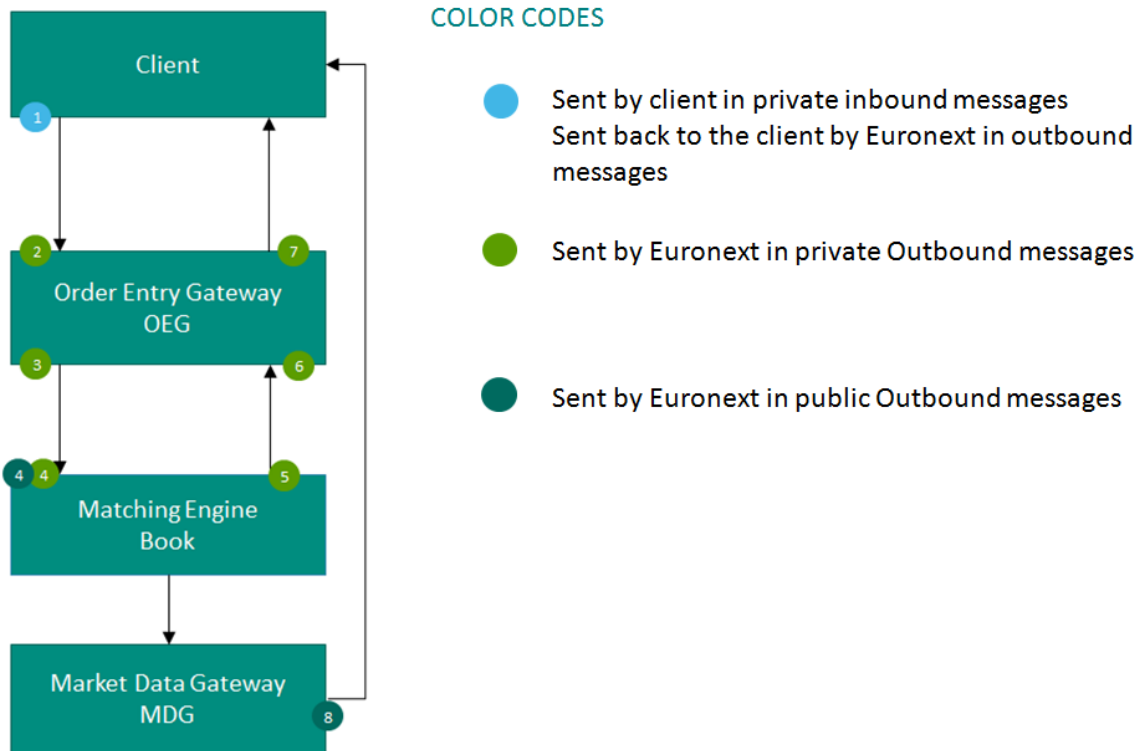 COLOR CODES
Client
1
Sent by client in private inbound messages
Sent back to the client by Euronext in outbound
messages
2
7
Sent by Euronext in private Outbound messages
Order Entry Gateway
OEG
3
6
Sent by Euronext in public Outbound messages
4
4
5
Matching Engine
Book
Market Data Gateway
MDG
8